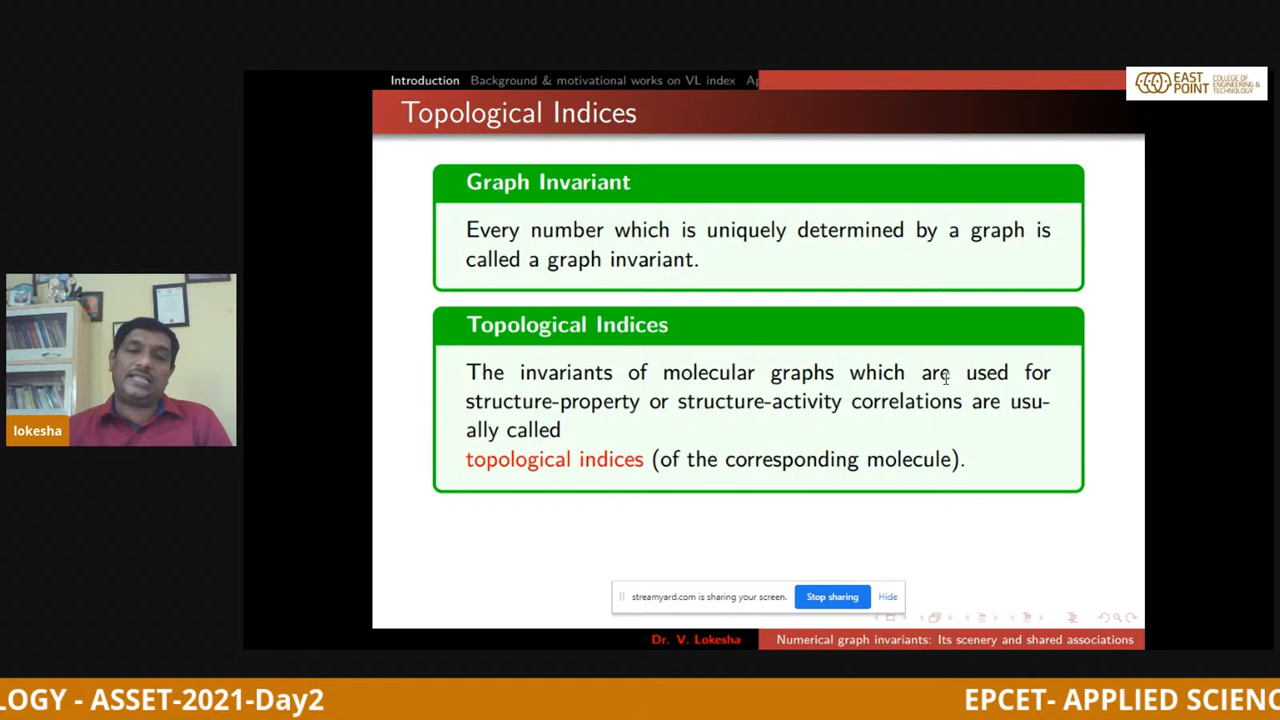 Introduction Background & motivational works on VL index Ap
EAST POINT
COLLEGE OF ENGINEERING & TECHNOLOGY
Topological Indices
Graph Invariant
Every number which is uniquely determined by a graph is
called a graph invariant.
Topological Indices
The invariants of molecular graphs which are used for
structure-property or structure-activity correlations are usu-
ally called
topological indices (of the corresponding molecule).
lokesha
streamyard.com is sharing your screen. Stop sharing Hide
Dr. V. Lokesha Numerical graph invariants: Its scenery and shared associations
LOGY - ASSET-2021-Day2 EPCET- APPLIED SCIENC